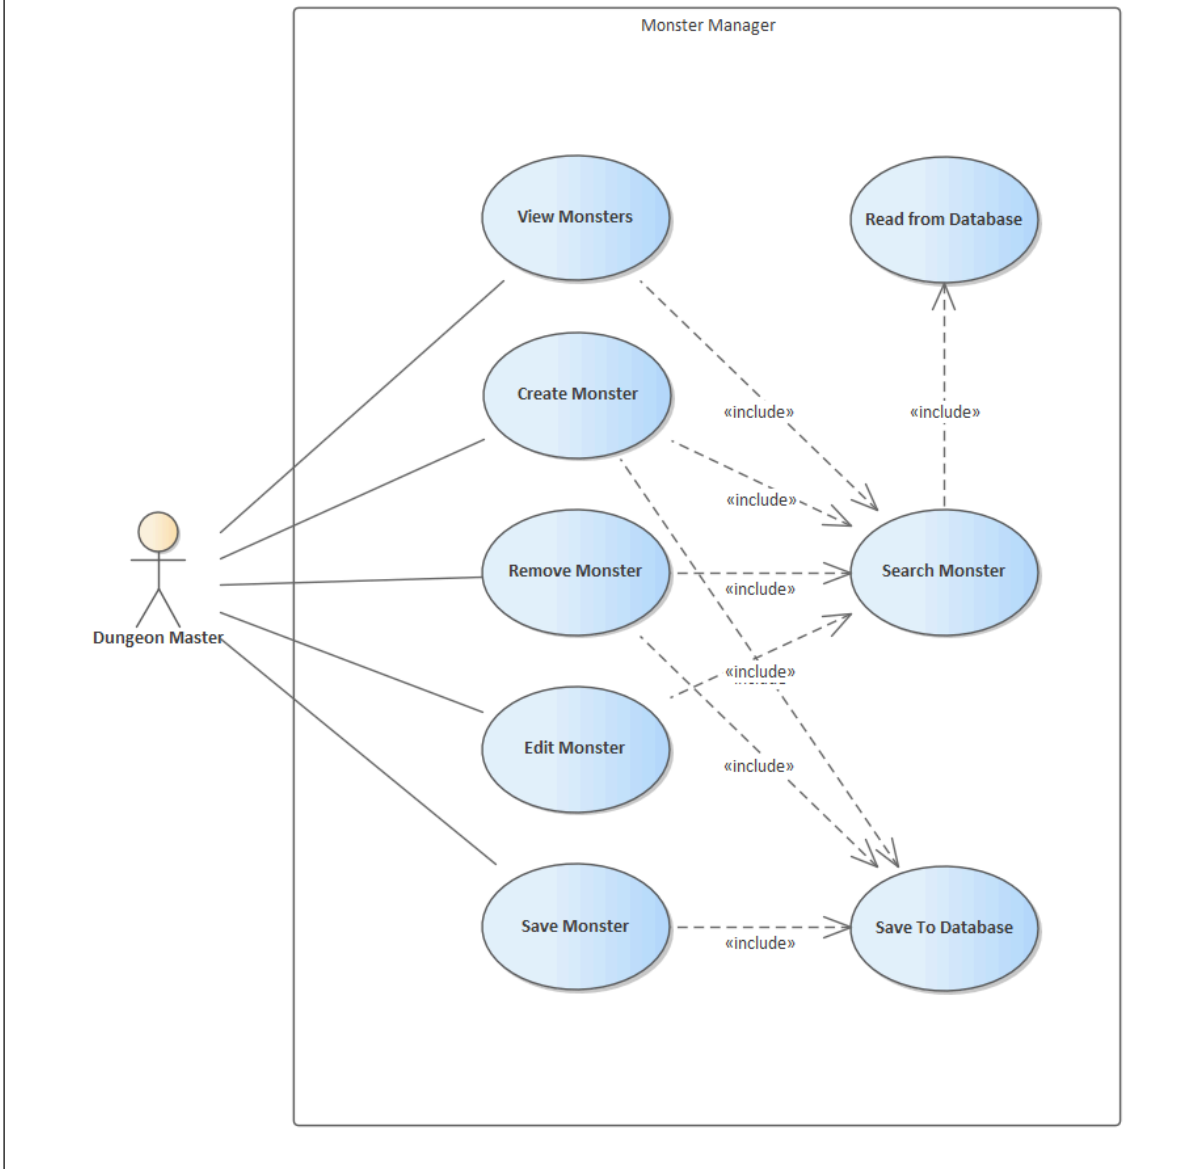 Monster Manager
View Monsters
Read from Database
Create Monster
«include»
«include»
«include»
Remove Monster
Search Monster
«include»
Dungeon Master
«include»
Edit Monster
«include»
Save Monster
Save To Database
«include»